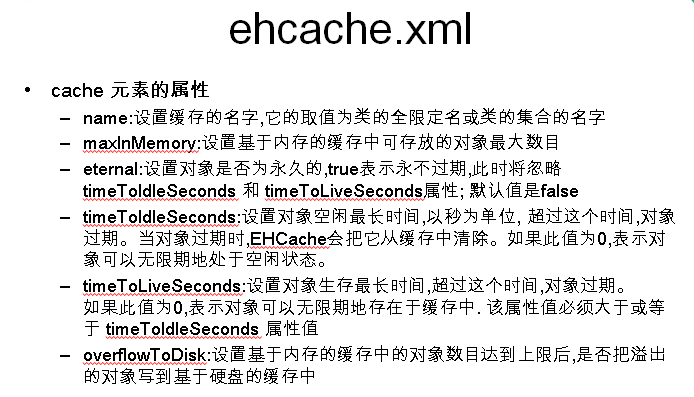 ehcache.xml
• cache 元素的属性
– name:设置缓存的名字,它的取值为类的全限定名或类的集合的名字
– maxInMemory:设置基于内存的缓存中可存放的对象最大数目
– eternal:设置对象是否为永久的,true表示永不过期,此时将忽略
timeToIdleSeconds 和 timeToLiveSeconds属性; 默认值是false
– timeToIdleSeconds:设置对象空闲最长时间,以秒为单位, 超过这个时间,对象
过期。当对象过期时,EHCache会把它从缓存中清除。如果此值为0,表示对
象可以无限期地处于空闲状态。
– timeToLiveSeconds:设置对象生存最长时间,超过这个时间,对象过期。
如果此值为0,表示对象可以无限期地存在于缓存中. 该属性值必须大于或等
于 timeToIdleSeconds 属性值
– overflowToDisk:设置基于内存的缓存中的对象数目达到上限后,是否把溢出
的对象写到基于硬盘的缓存中